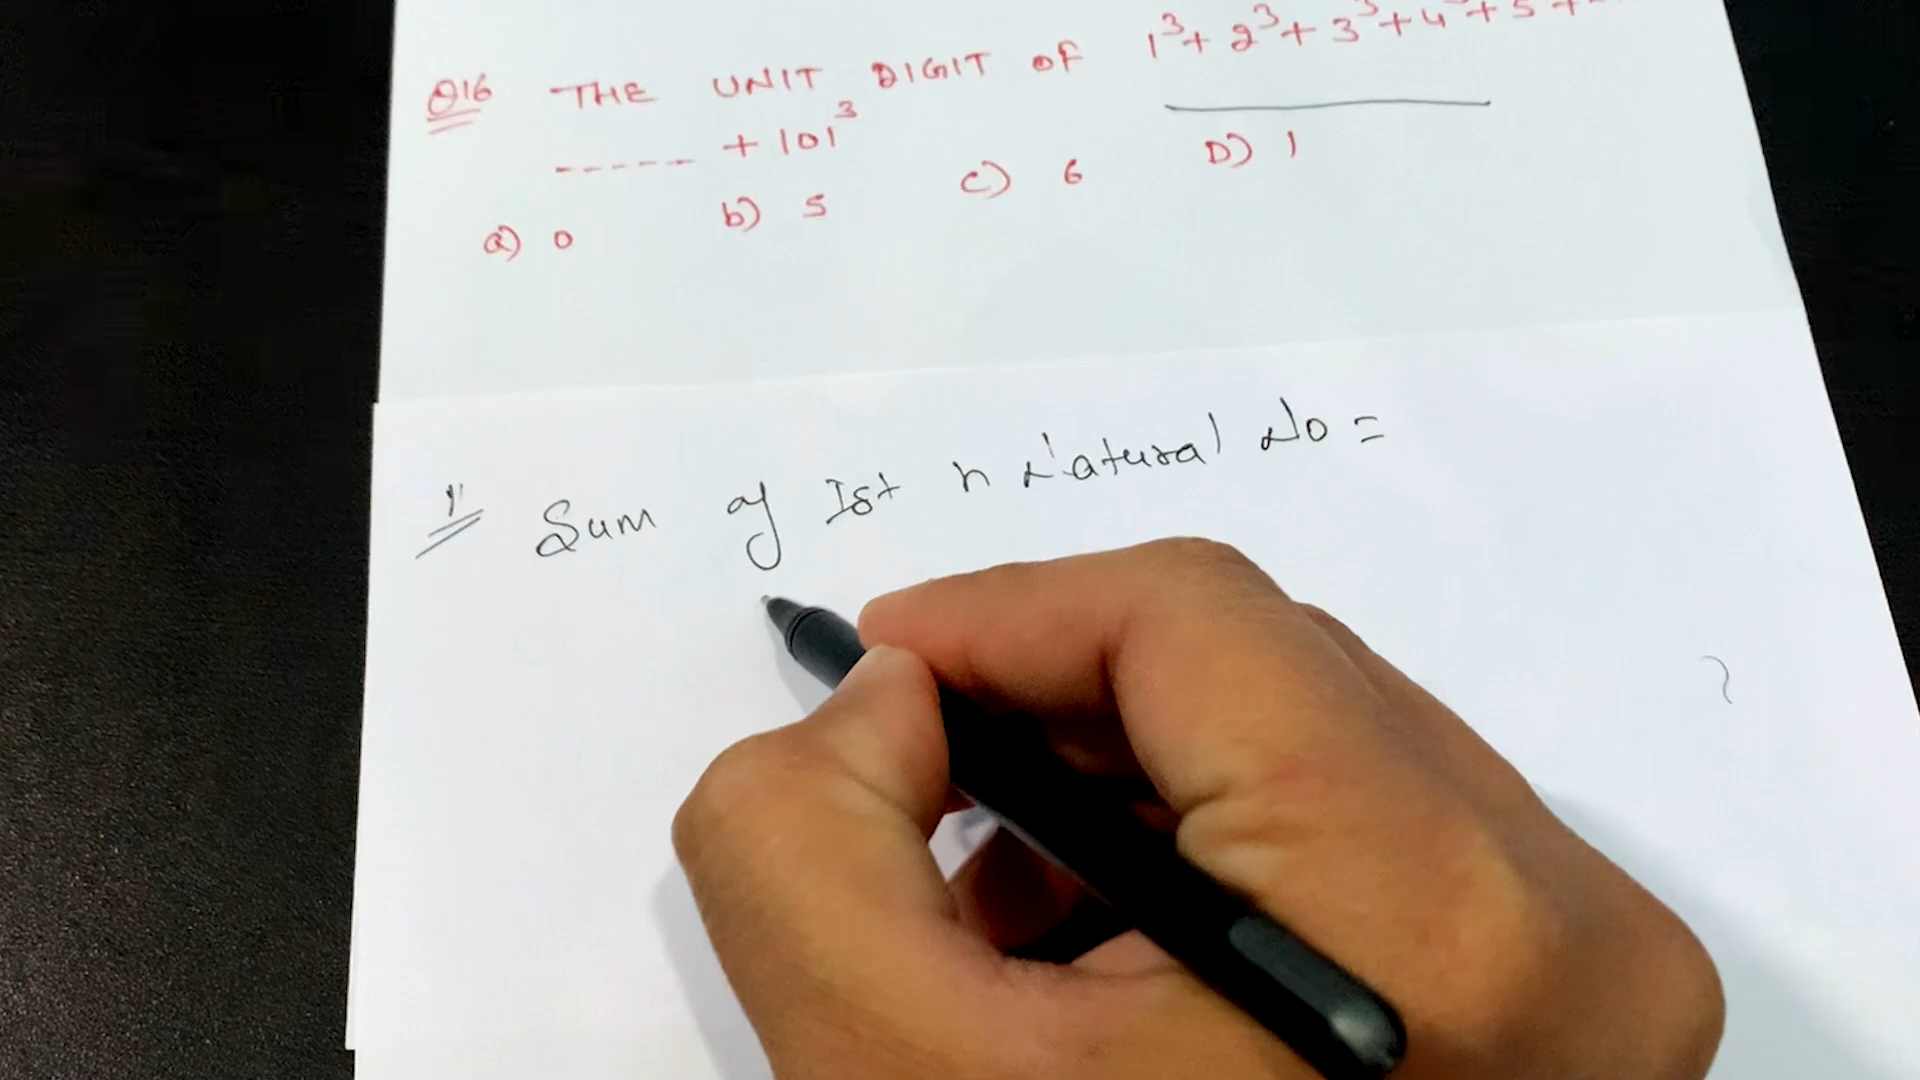 Q16 THE UNIT DIGIT OF 1³+ 2³+ 3³+ 4³+ 5+
------ + 101³
a) 0 b) 5 c) 6 D) 1
1" Sum of Ist n Natural No =